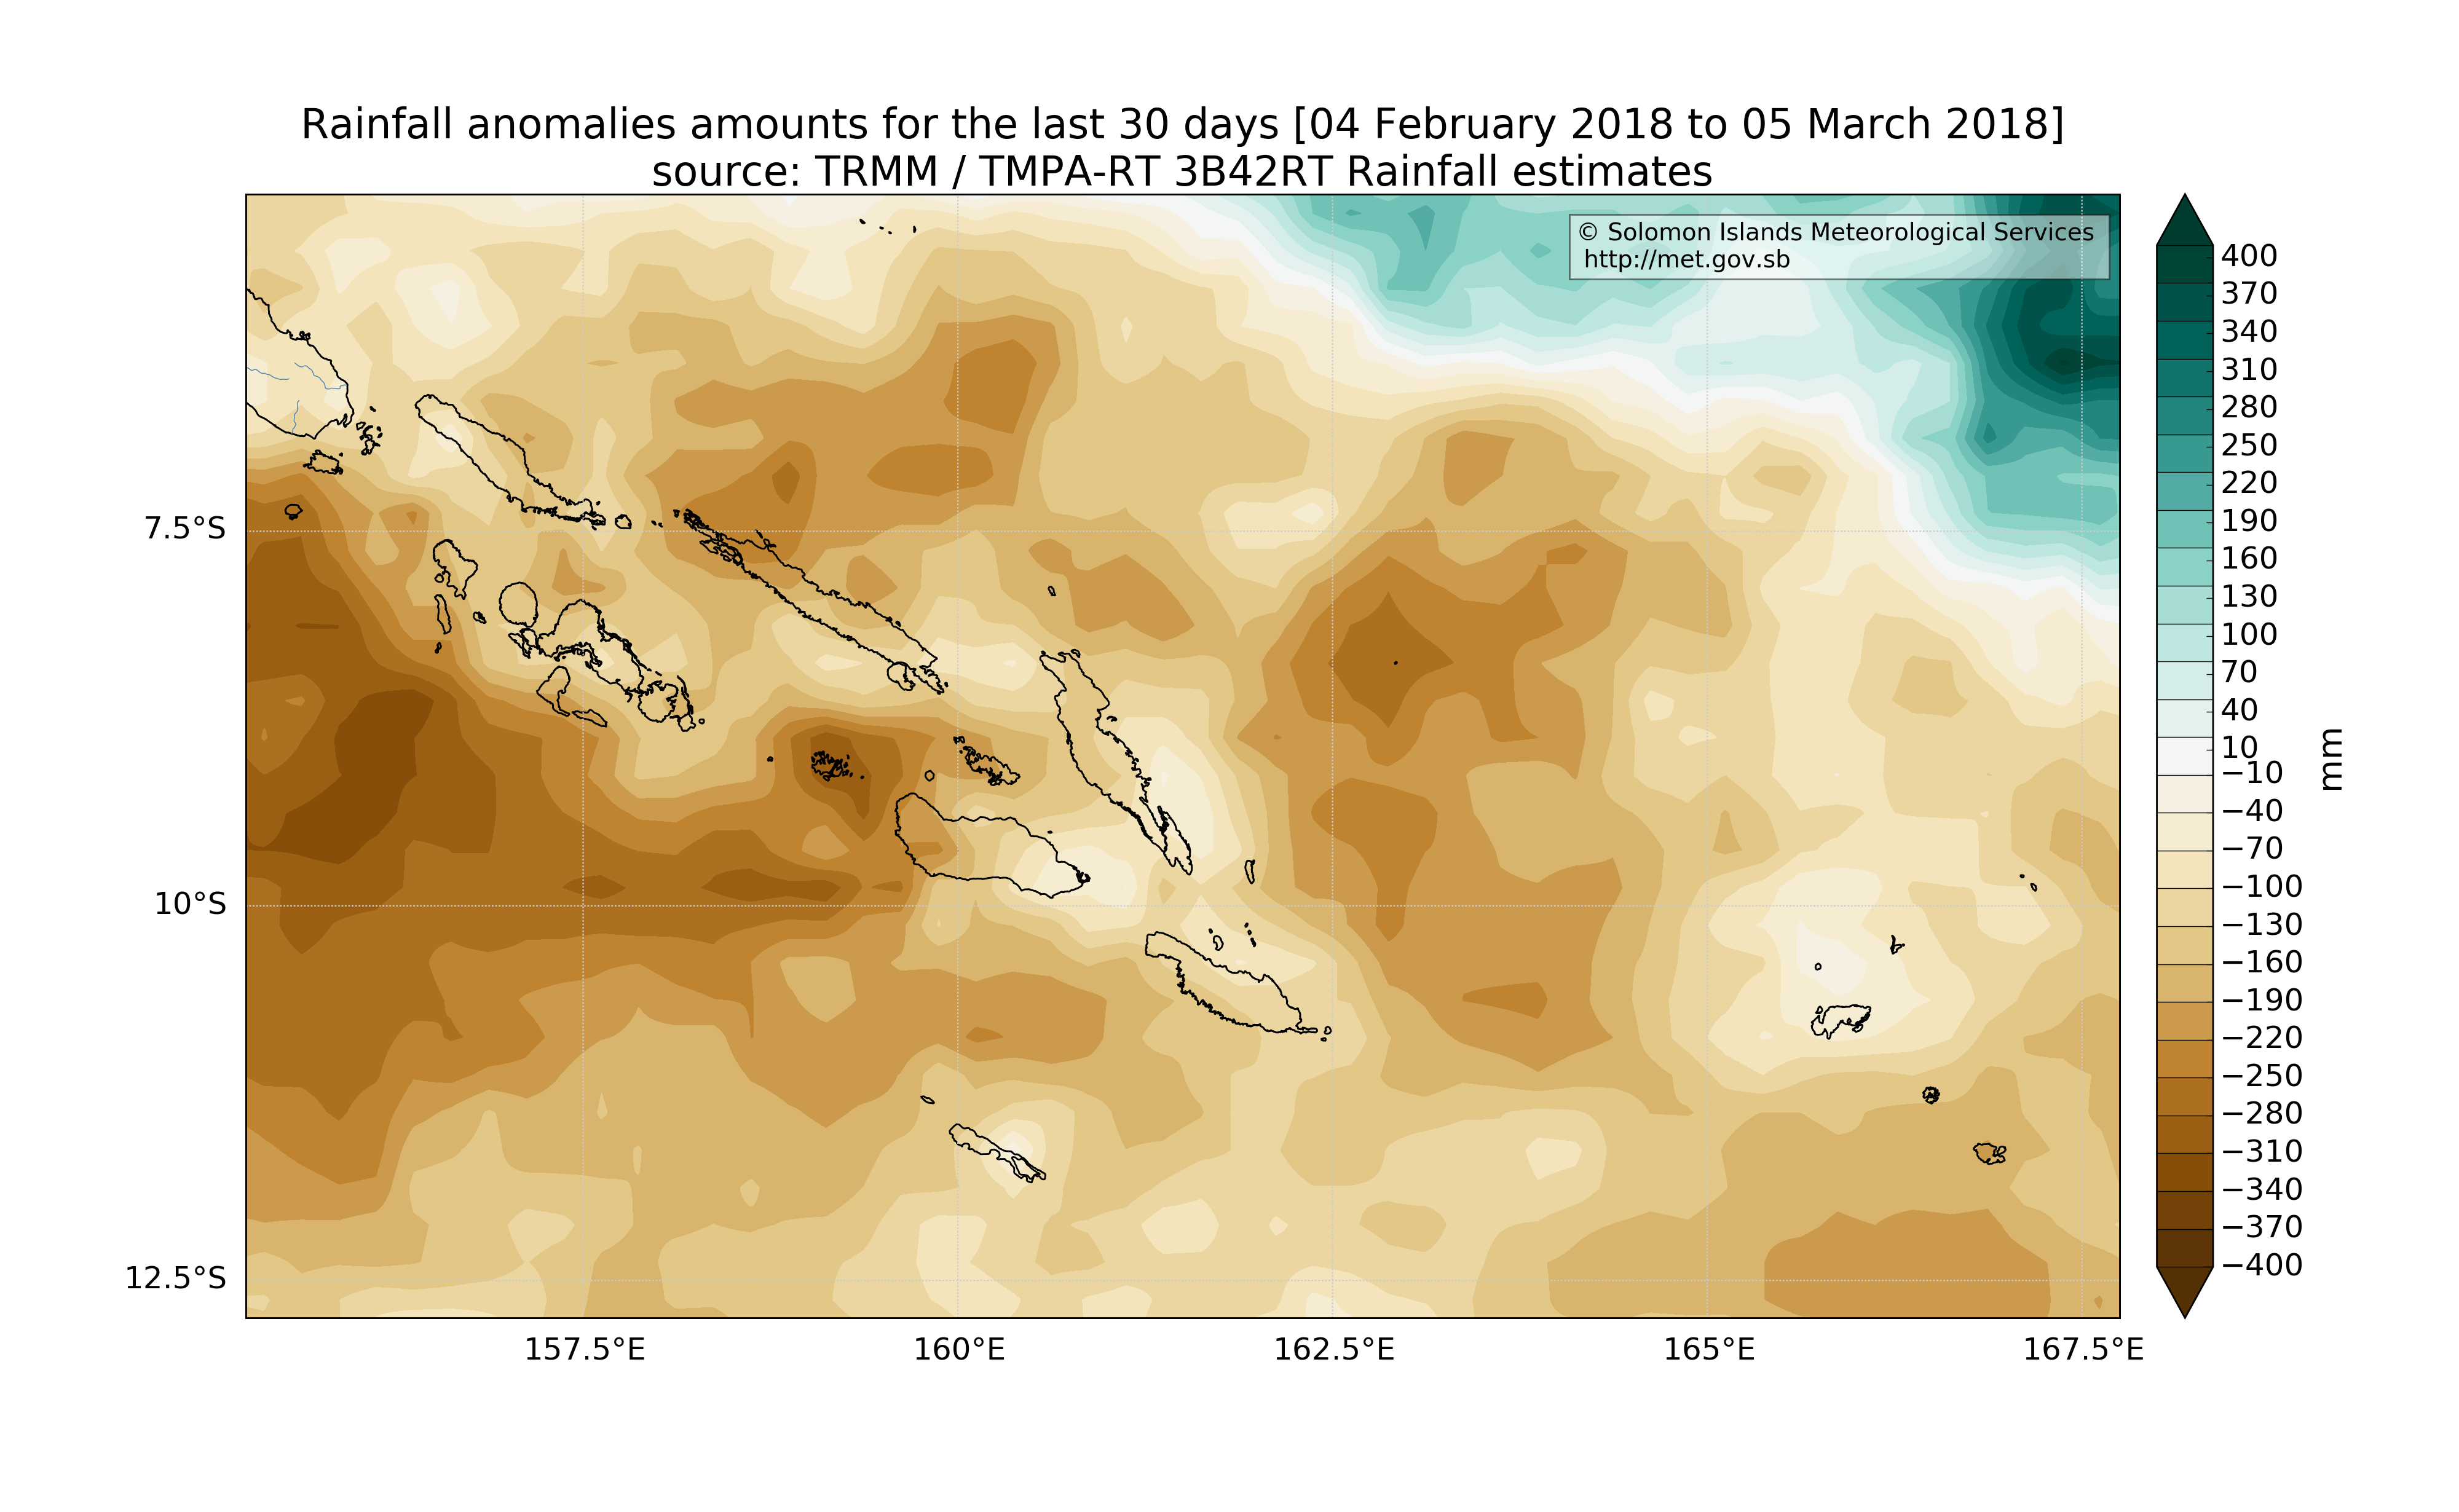 Rainfall anomalies amounts for the last 30 days [04 February 2018 to 05 March 2018]
source: TRMM / TMPA-RT 3B42RT Rainfall estimates
© Solomon Islands Meteorological Services
http://met.gov.sb
7.5°S
10°S
12.5°S
157.5°E
160°E
162.5°E
165°E
167.5°E
400
370
340
310
280
250
220
190
160
130
100
70
40
10
−10
−40
−70
−100
−130
−160
−190
−220
−250
−280
−310
−340
−370
−400
mm